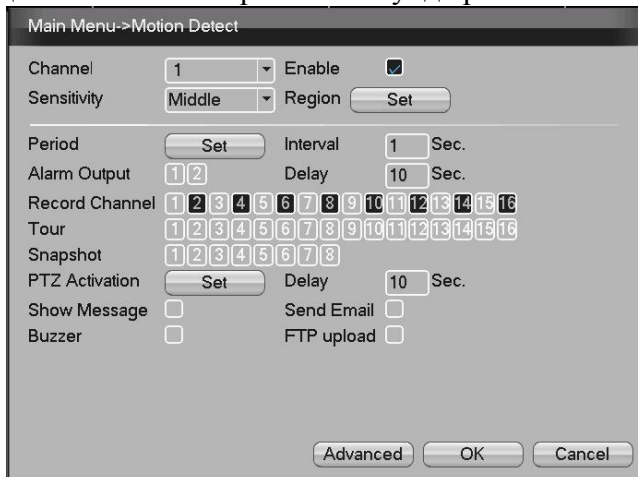 Main Menu->Motion Detect
Channel 1 Enable
Sensitivity Middle Region Set
Period Set Interval 1 Sec.
Alarm Output 1 2 Delay 10 Sec.
Record Channel 1 2 3 4 5 6 7 8 9 10 11 12 13 14 15 16
Tour 1 2 3 4 5 6 7 8 9 10 11 12 13 14 15 16
Snapshot 1 2 3 4 5 6 7 8
PTZ Activation Set Delay 10 Sec.
Show Message Send Email
Buzzer FTP upload
Advanced OK Cancel